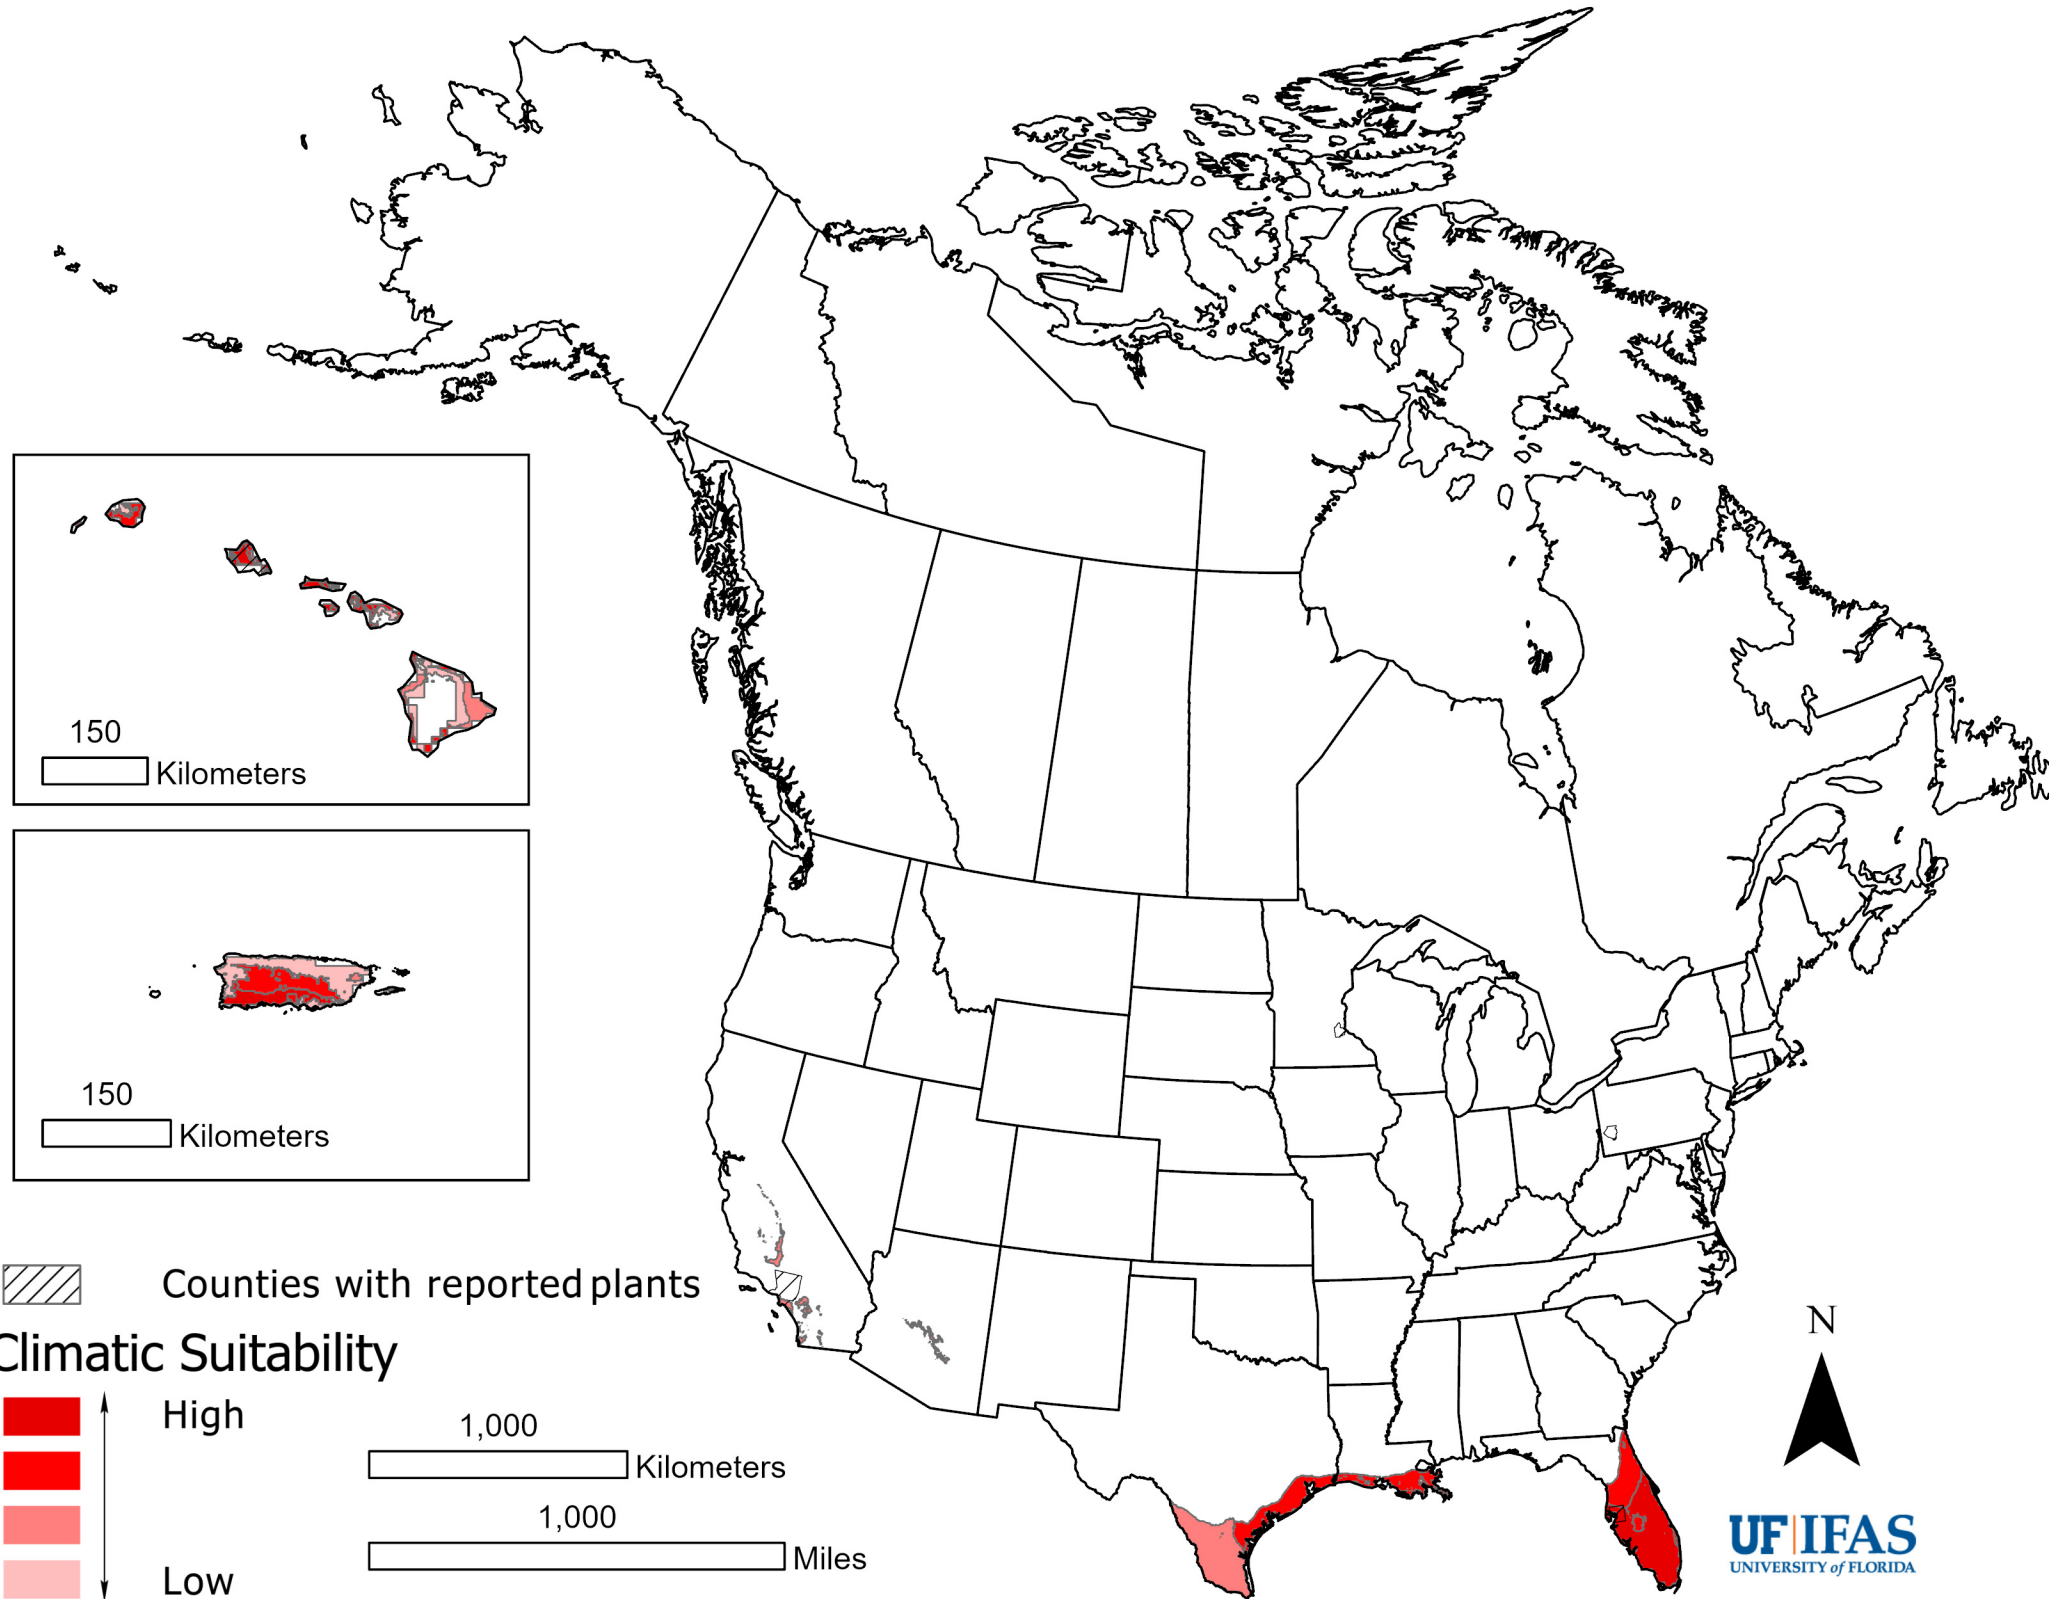 150
Kilometers
150
Kilometers
Counties with reported plants
Climatic Suitability
High
Low
1,000
Kilometers
1,000
Miles
N
UF|IFAS
UNIVERSITY of FLORIDA